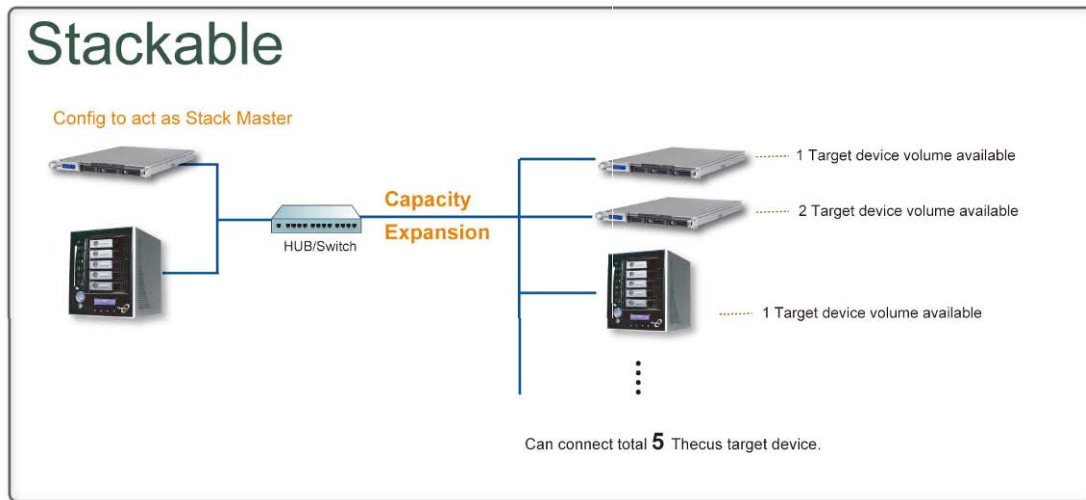 Stackable
Config to act as Stack Master
HUB/Switch
Capacity
Expansion
1 Target device volume available
2 Target device volume available
1 Target device volume available
Can connect total 5 Thecus target device.